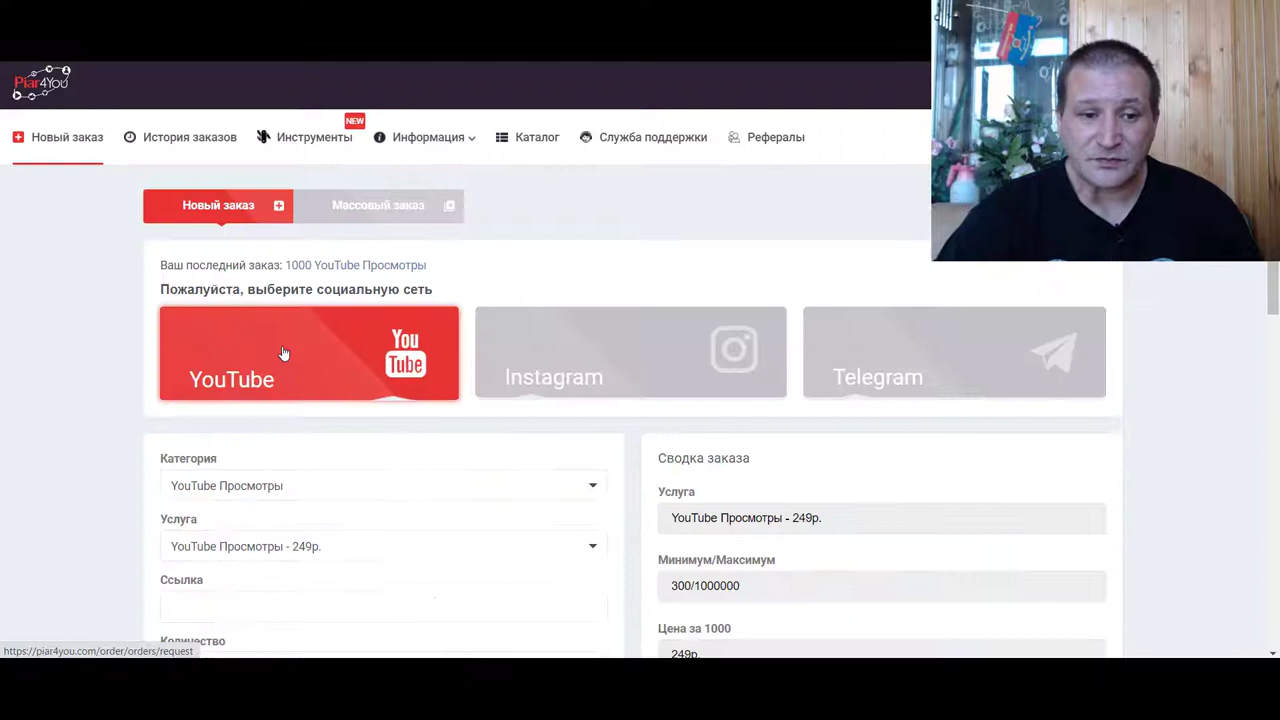 Piar4You
NEW
Новый заказ
История заказов
Инструменты
Информация
Каталог
Служба поддержки
Рефералы
Новый заказ
Массовый заказ
Ваш последний заказ: 1000 YouTube Просмотры
Пожалуйста, выберите социальную сеть
You
Tube
YouTube
Instagram
Telegram
Категория
YouTube Просмотры
Услуга
YouTube Просмотры - 249р.
Ссылка
Количество
Сводка заказа
Услуга
YouTube Просмотры - 249р.
Минимум/Максимум
300/1000000
Цена за 1000
249р.
https://piar4you.com/order/orders/request